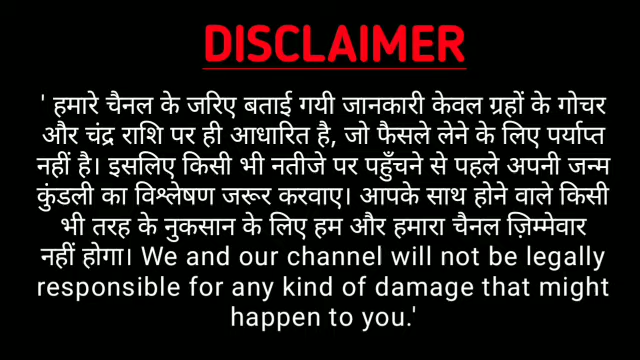 DISCLAIMER
' हमारे चैनल के जरिए बताई गयी जानकारी केवल ग्रहों के गोचर
और चंद्र राशि पर ही आधारित है, जो फैसले लेने के लिए पर्याप्त
नहीं है। इसलिए किसी भी नतीजे पर पहुँचने से पहले अपनी जन्म
कुंडली का विश्लेषण जरूर करवाए। आपके साथ होने वाले किसी
भी तरह के नुकसान के लिए हम और हमारा चैनल ज़िम्मेवार
नहीं होगा। We and our channel will not be legally
responsible for any kind of damage that might
happen to you.'